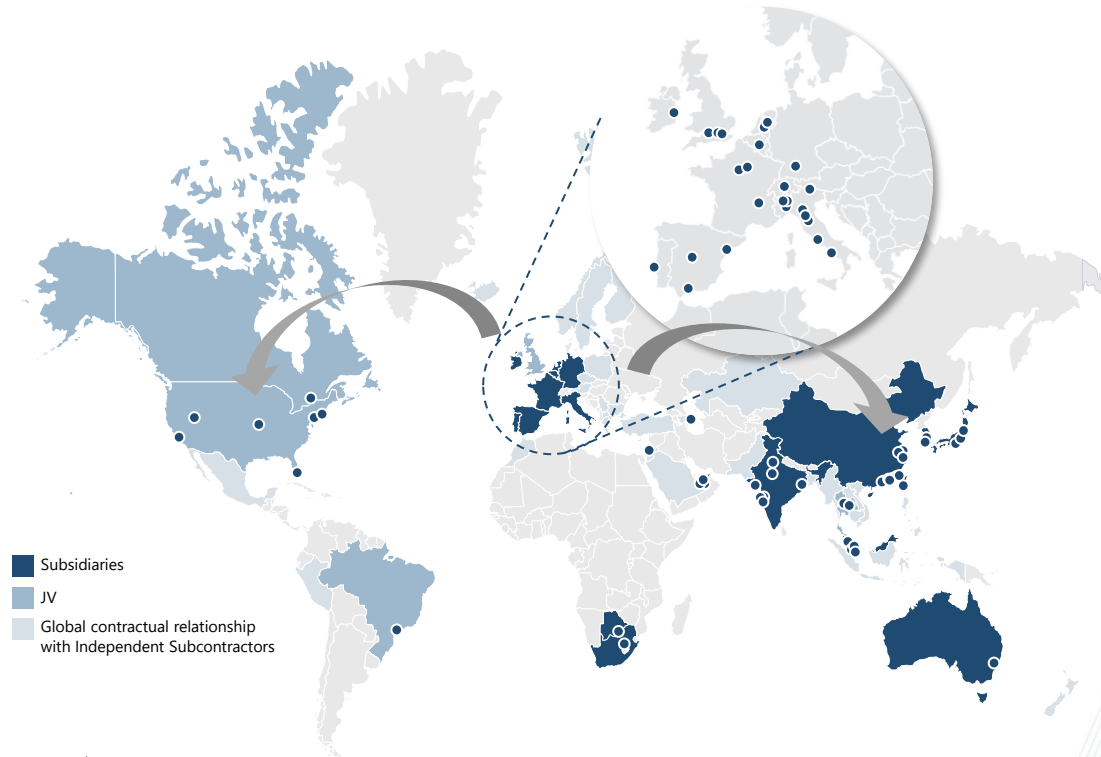 Subsidiaries
JV
Global contractual relationship
with Independent Subcontractors